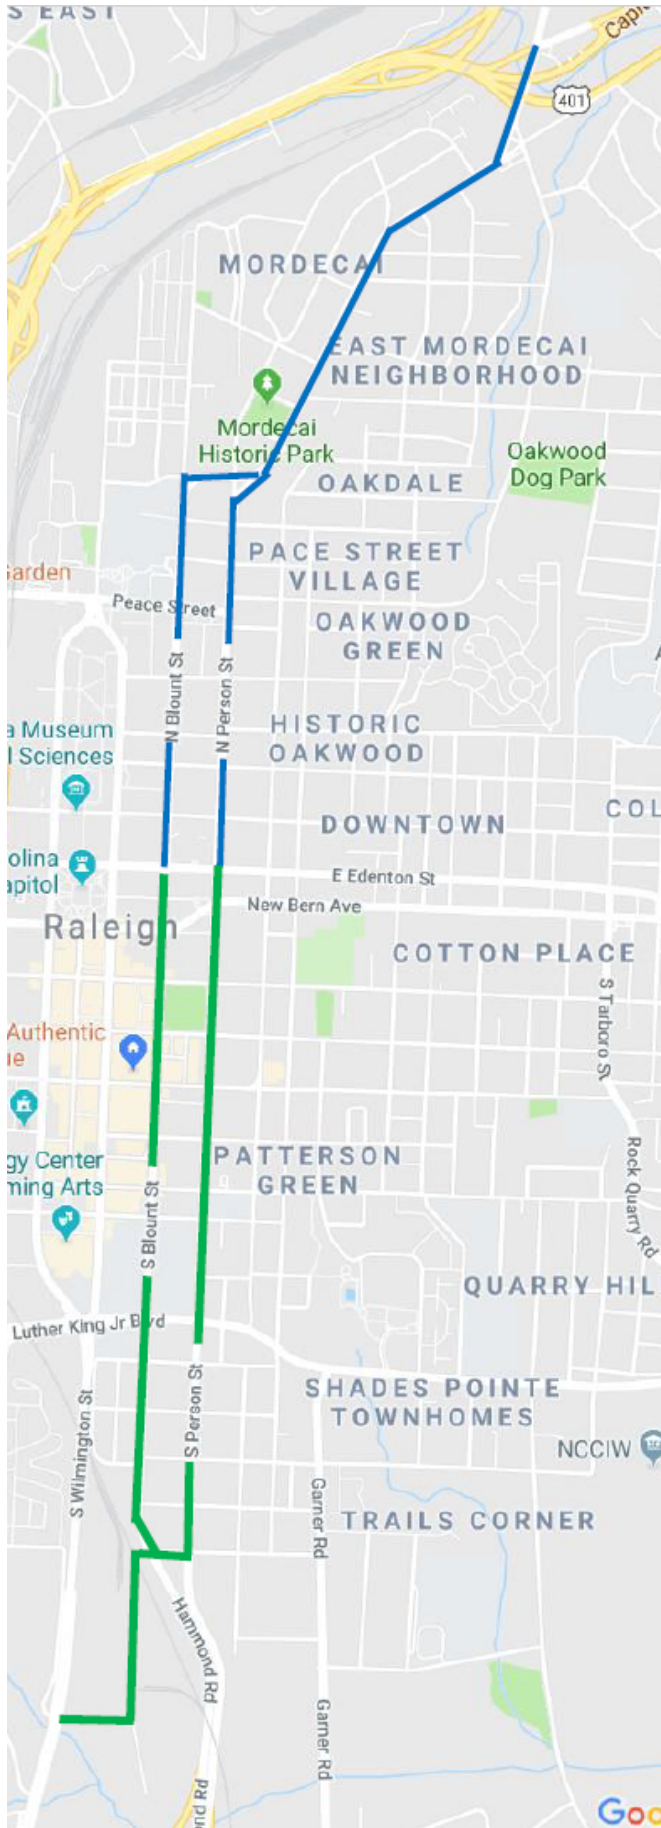 S EAST
Capi
401
MORDECAI
EAST MORDECAI
NEIGHBORHOOD
Mordecai
Historic Park
Oakwood
Dog Park
OAKDALE
PACE STREET
VILLAGE
Garden
Peace Street
OAKWOOD
GREEN
N Blount St
N Person St
HISTORIC
OAKWOOD
a Museum
l Sciences
DOWNTOWN
COL
olina
apitol
E Edenton St
New Bern Ave
Raleigh
COTTON PLACE
S Tarboro St
Authentic
ue
PATTERSON
GREEN
gy Center
ming Arts
Rock Quarry Rd
S Blount St
QUARRY HIL
Luther King Jr Blvd
S Person St
SHADES POINTE
TOWNHOMES
S Wilmington St
NCCIW
Garner Rd
TRAILS CORNER
Hammond Rd
Garner Rd
ond Rd
Goo